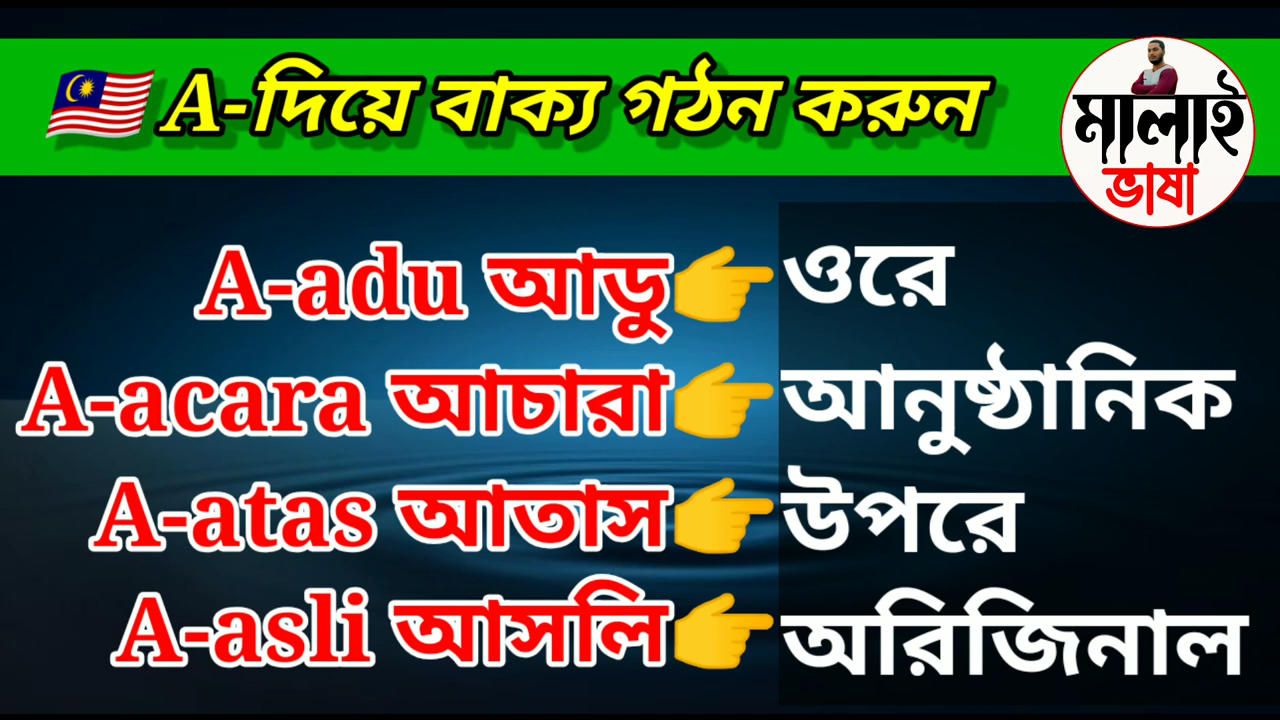 A-দিয়ে বাক্য গঠন করুন
মালাই
ভাষা
A-adu আডু👉ওরে
A-acara আচারা👉আনুষ্ঠানিক
A-atas আতাস👉উপরে
A-asli আসলি👉অরিজিনাল